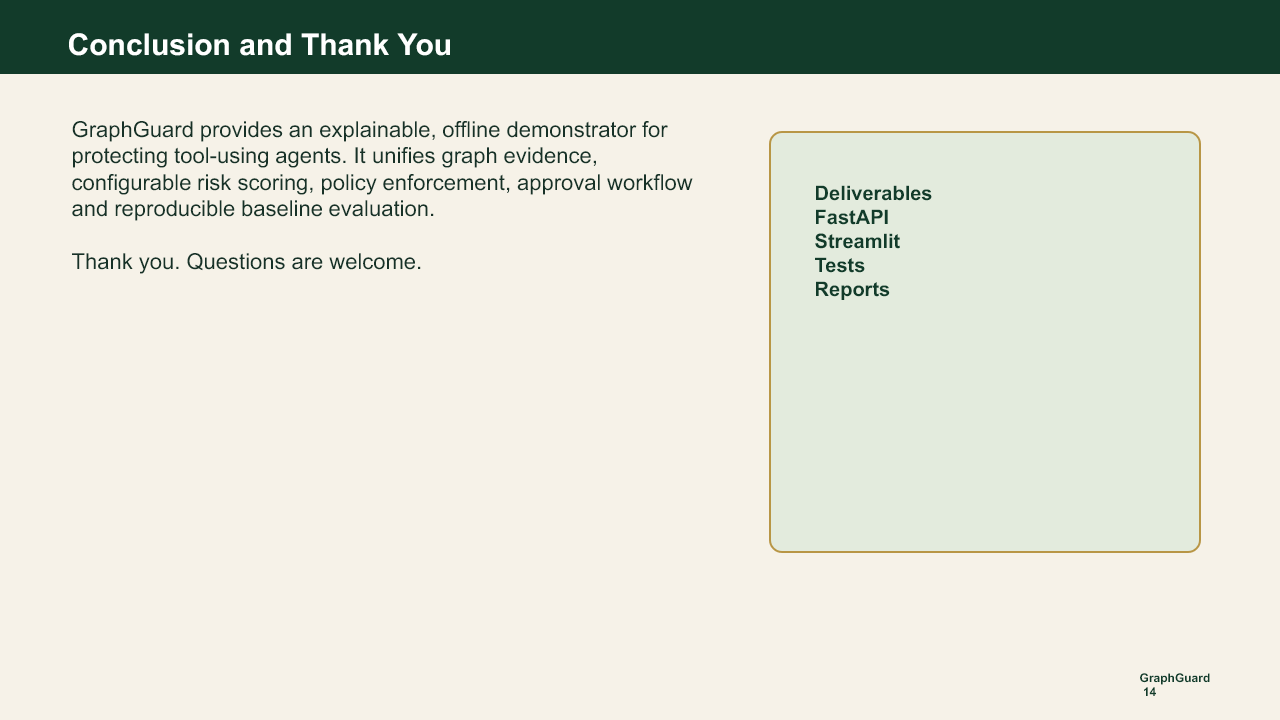 Conclusion and Thank You
GraphGuard provides an explainable, offline demonstrator for
protecting tool-using agents. It unifies graph evidence,
configurable risk scoring, policy enforcement, approval workflow
and reproducible baseline evaluation.
Thank you. Questions are welcome.
Deliverables
FastAPI
Streamlit
Tests
Reports
GraphGuard
14